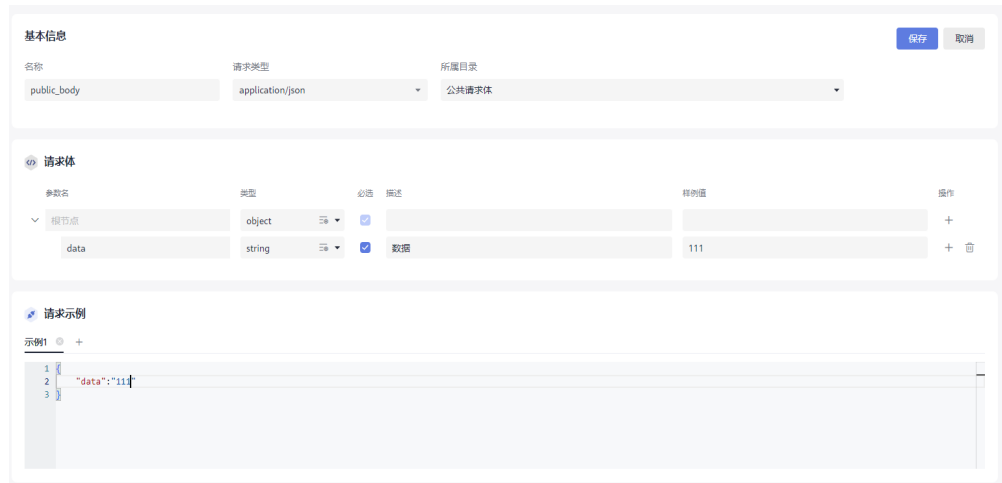 基本信息
保存 取消
名称 请求类型 所属目录
public_body application/json 公共请求体
请求体
参数名 类型 必选 描述 样例值 操作
根节点 object
data string 数据 111
请求示例
示例1
1 {
2 "data":"111"
3 }